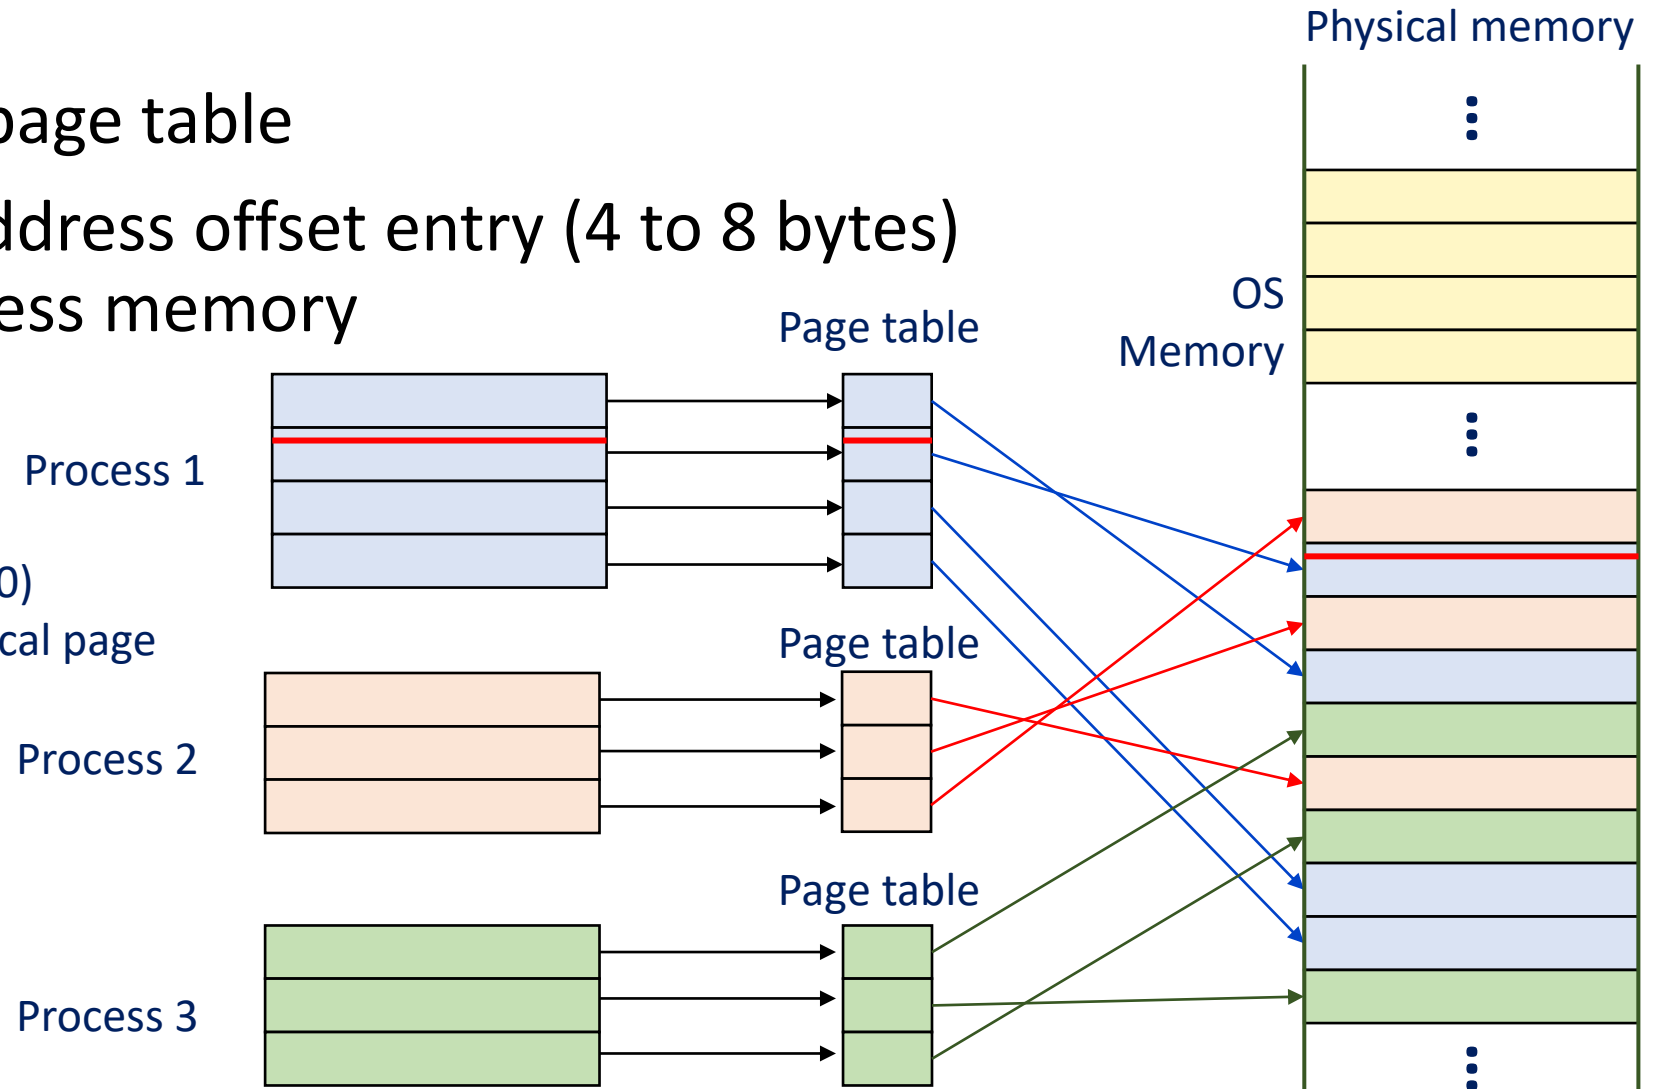 Physical memory
page table
ddress offset entry (4 to 8 bytes)
ess memory
OS
Memory
Page table
Process 1
0)
cal page
Page table
Process 2
Page table
Process 3